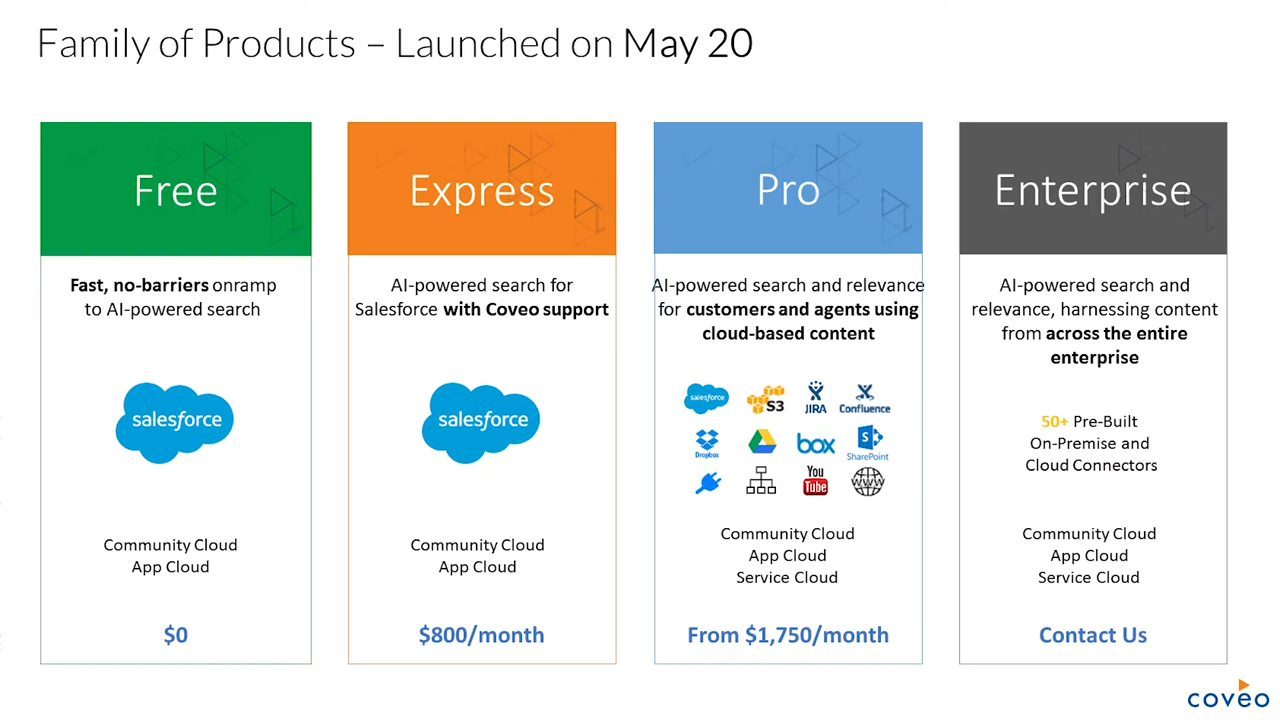 Family of Products – Launched on May 20
Free
Fast, no-barriers onramp
to AI-powered search
salesforce
Community Cloud
App Cloud
$0
Express
AI-powered search for
Salesforce with Coveo support
salesforce
Community Cloud
App Cloud
$800/month
Pro
AI-powered search and relevance
for customers and agents using
cloud-based content
salesforce
S3
JIRA
Confluence
Dropbox
box
S
SharePoint
You
Tube
WWW
Community Cloud
App Cloud
Service Cloud
From $1,750/month
Enterprise
AI-powered search and
relevance, harnessing content
from across the entire
enterprise
50+ Pre-Built
On-Premise and
Cloud Connectors
Community Cloud
App Cloud
Service Cloud
Contact Us
coveo